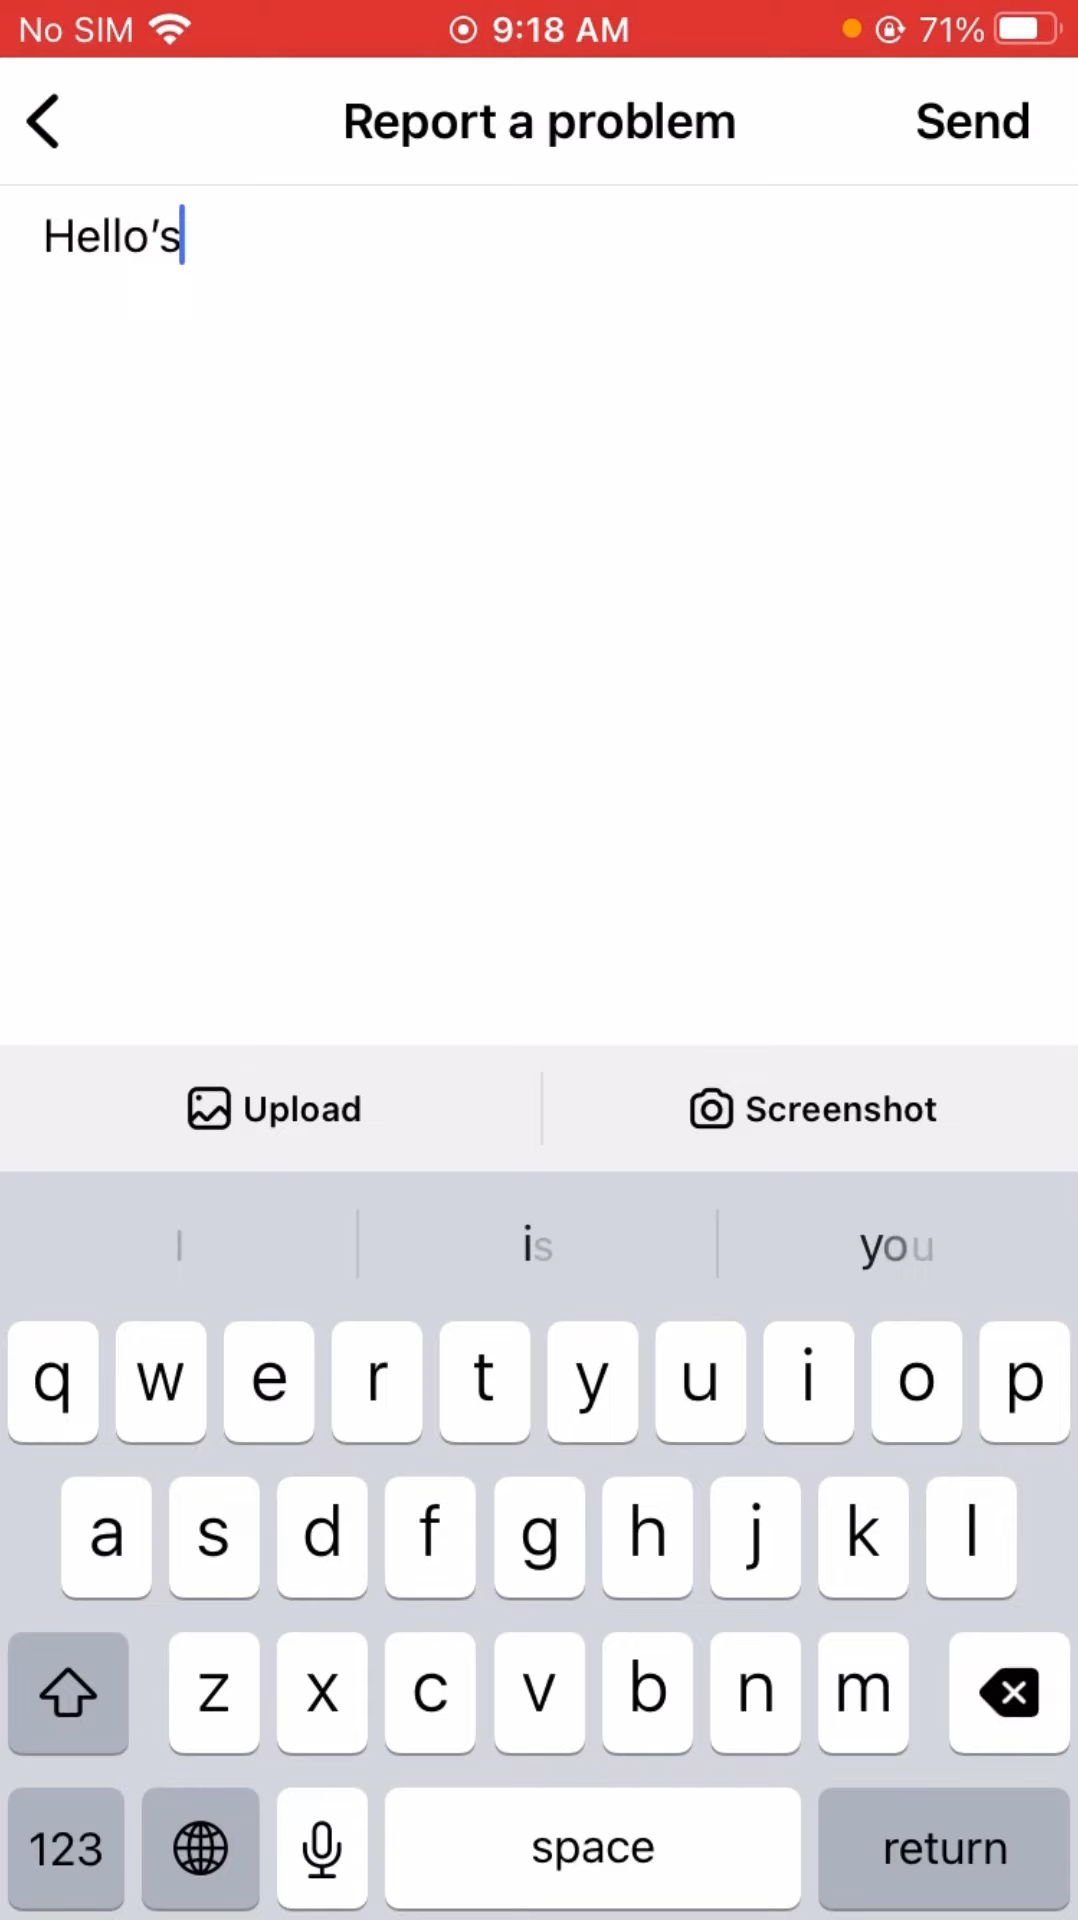 No SIM 9:18 AM 71%
Report a problem Send
Hello’s
Upload Screenshot
I is you
q w e r t y u i o p
a s d f g h j k l
z x c v b n m
123 space return